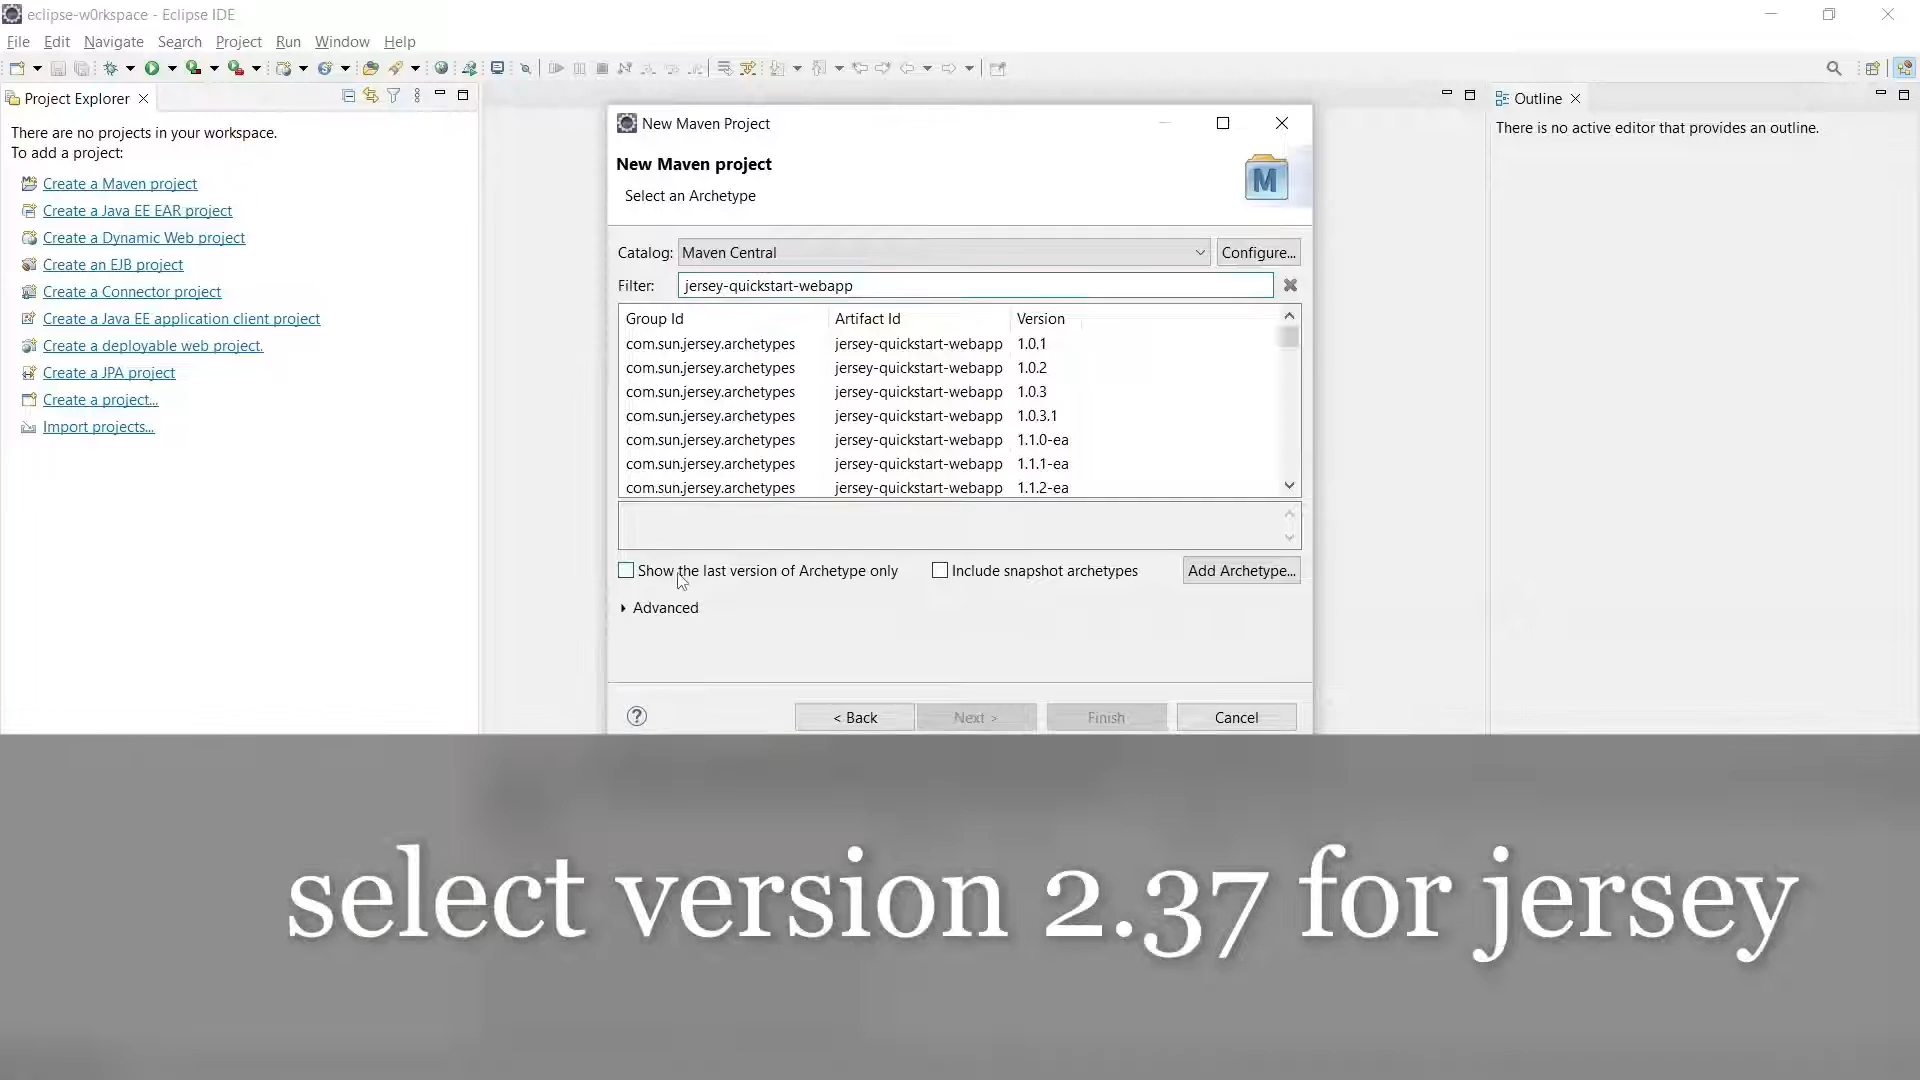 eclipse-w0rkspace - Eclipse IDE
File Edit Navigate Search Project Run Window Help
Project Explorer
There are no projects in your workspace.
To add a project:
Create a Maven project
Create a Java EE EAR project
Create a Dynamic Web project
Create an EJB project
Create a Connector project
Create a Java EE application client project
Create a deployable web project.
Create a JPA project
Create a project...
Import projects...
New Maven Project
New Maven project
Select an Archetype
M
Catalog: Maven Central Configure...
Filter: jersey-quickstart-webapp
Group Id Artifact Id Version
com.sun.jersey.archetypes jersey-quickstart-webapp 1.0.1
com.sun.jersey.archetypes jersey-quickstart-webapp 1.0.2
com.sun.jersey.archetypes jersey-quickstart-webapp 1.0.3
com.sun.jersey.archetypes jersey-quickstart-webapp 1.0.3.1
com.sun.jersey.archetypes jersey-quickstart-webapp 1.1.0-ea
com.sun.jersey.archetypes jersey-quickstart-webapp 1.1.1-ea
com.sun.jersey.archetypes jersey-quickstart-webapp 1.1.2-ea
Show the last version of Archetype only Include snapshot archetypes Add Archetype...
Advanced
< Back Next > Finish Cancel
Outline
There is no active editor that provides an outline.
select version 2.37 for jersey